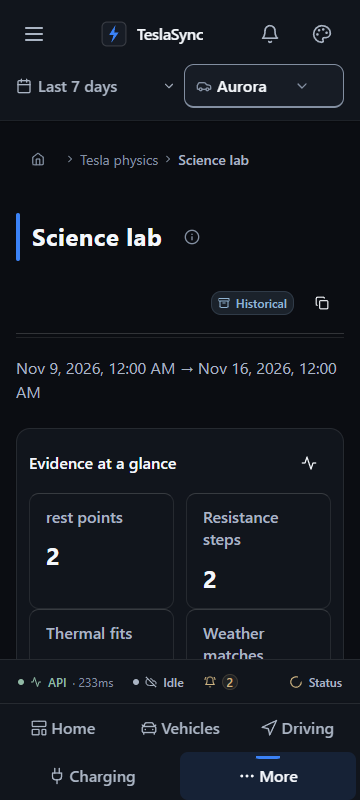 TeslaSync
Last 7 days
Aurora
Tesla physics
Science lab
Science lab
Historical
Nov 9, 2026, 12:00 AM → Nov 16, 2026, 12:00
AM
Evidence at a glance
rest points
2
Resistance
steps
2
Thermal fits
Weather
matches
API · 233ms
Idle
2
Status
Home
Vehicles
Driving
Charging
More